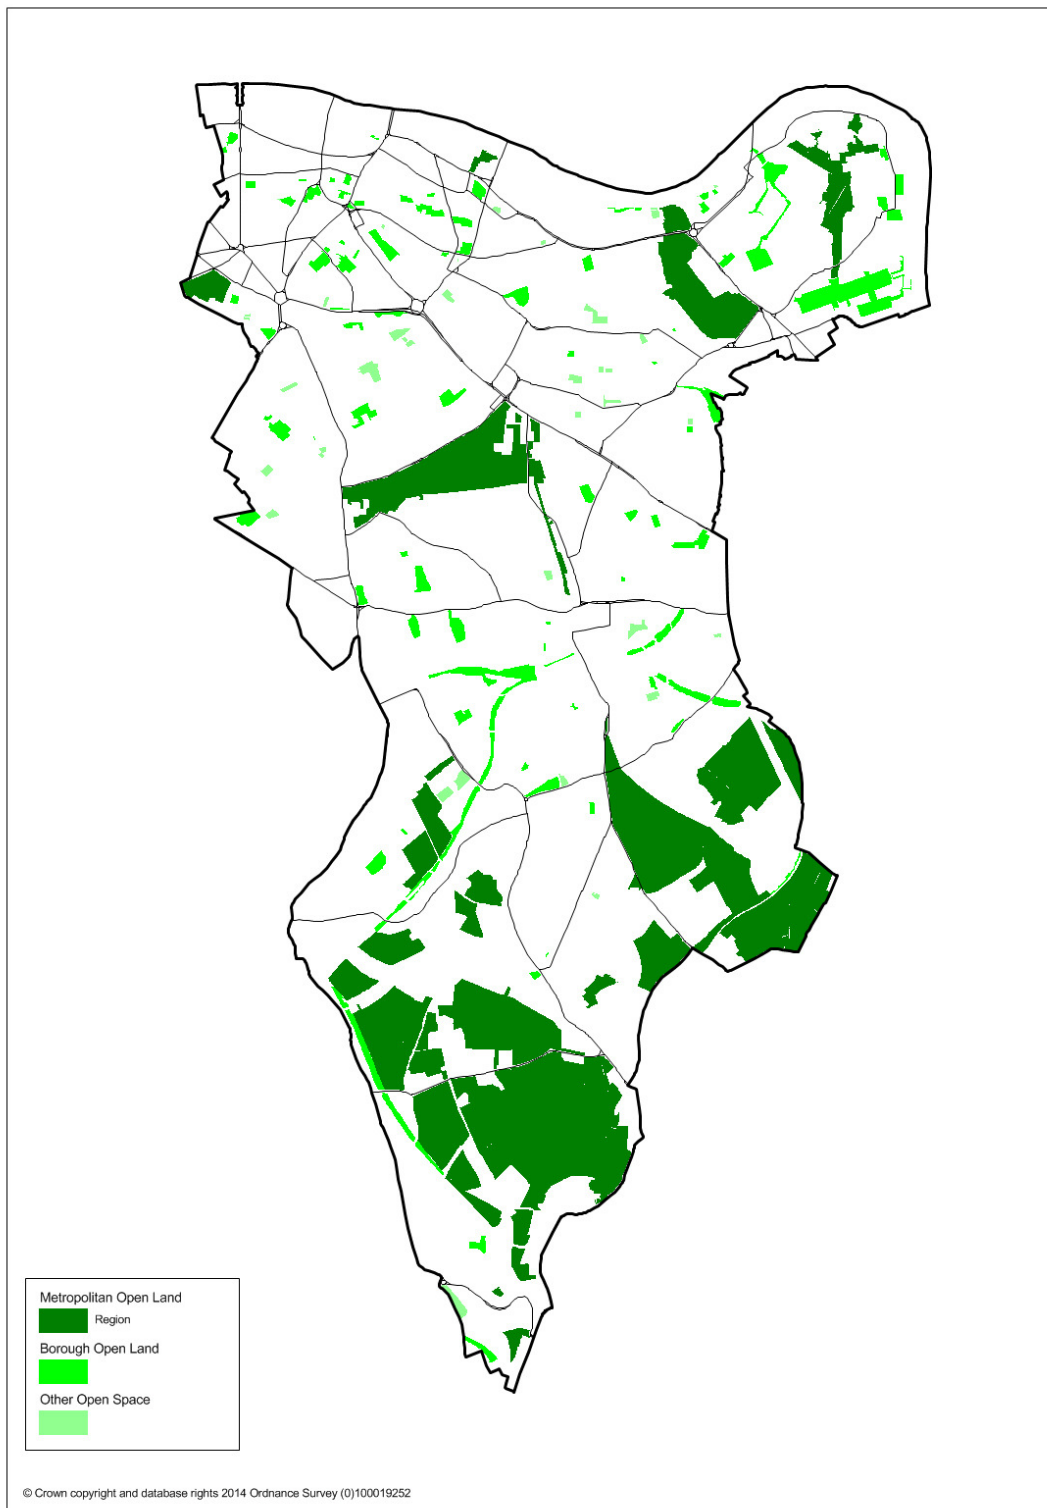 Metropolitan Open Land
Region
Borough Open Land
Other Open Space
© Crown copyright and database rights 2014 Ordnance Survey (0)100019252